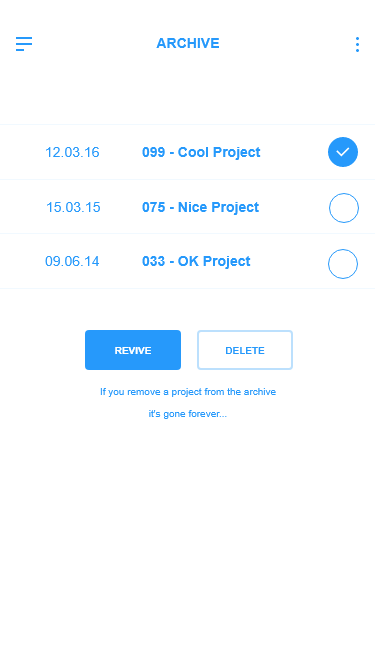 ARCHIVE
12.03.16 099 - Cool Project
15.03.15 075 - Nice Project
09.06.14 033 - OK Project
REVIVE DELETE
If you remove a project from the archive
it's gone forever...